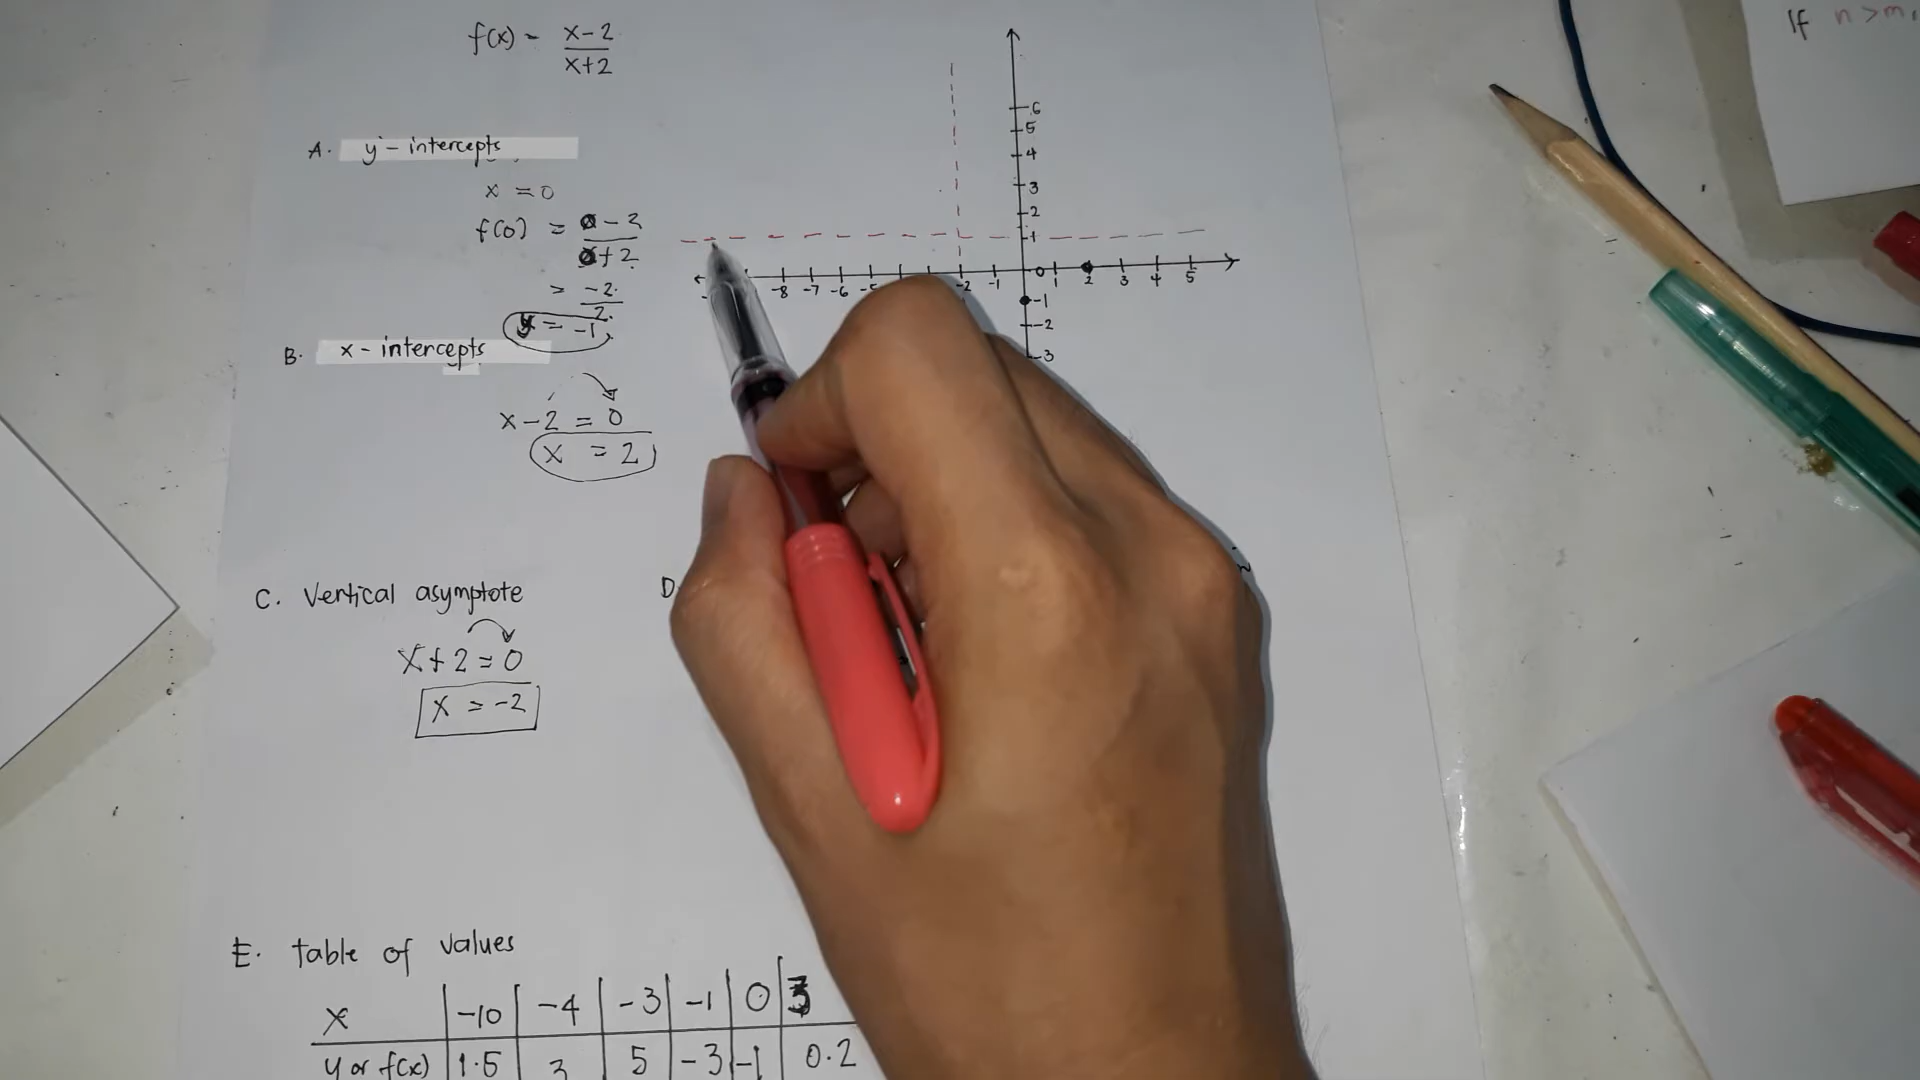 f(x) = x-2
x+2
If n>m,
A. y-intercepts
x = 0
f(0) = 0-2
0+2
= -2
2
y = -1
B. x-intercepts
x-2 = 0
x = 2
6
5
4
3
2
1
-8 -7 -6 -5 -2 -1 0 1 2 3 4 5
-1
-2
-3
C. Vertical asymptote
D.
x+2=0
x = -2
E. table of values
x -10 -4 -3 -1 0 3
y or f(x) 1.5 3 5 -3 -1 0.2